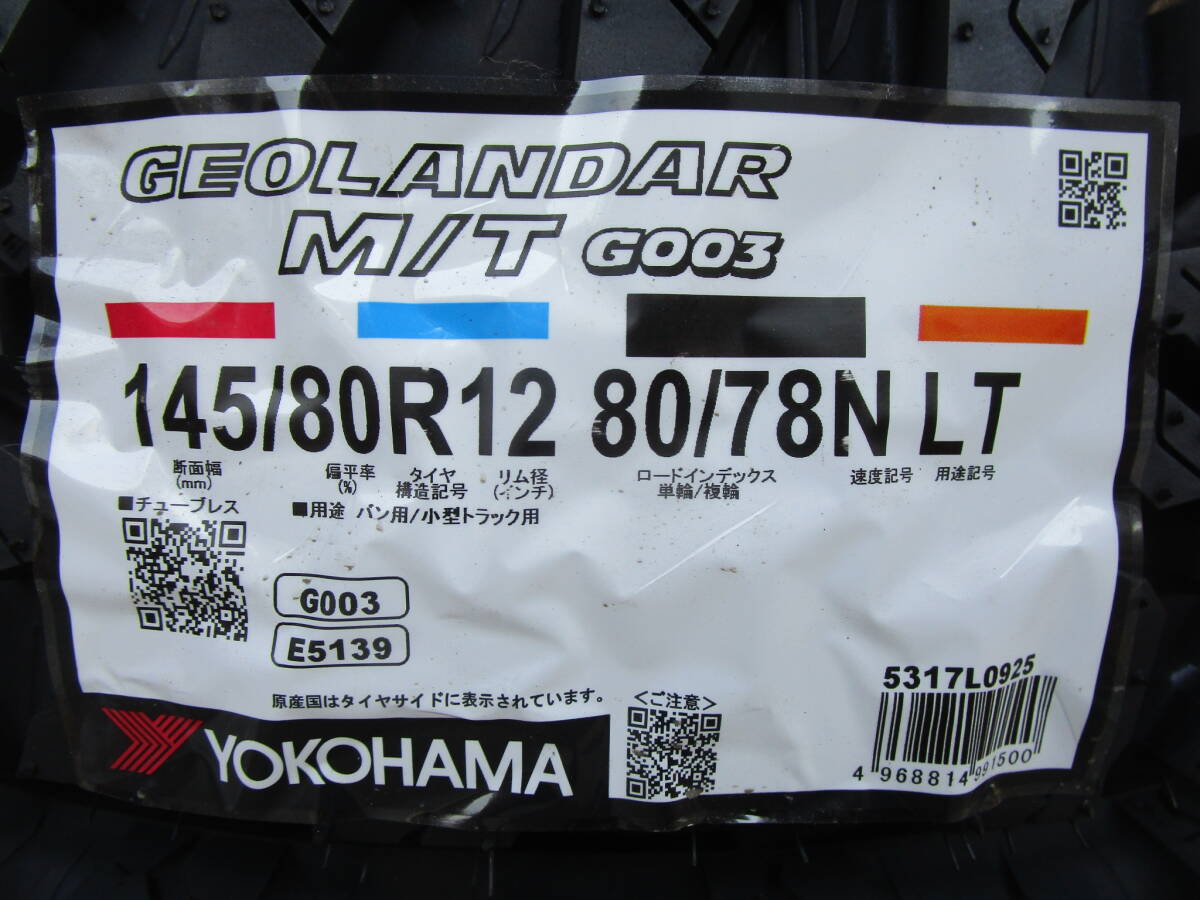 GEOLANDAR
M/T G003
145/80R12 80/78N LT
断面幅 偏平率 タイヤ リム径 ロードインデックス 速度記号 用途記号
(mm) (%) 構造記号 (インチ) 単輪/複輪
■チューブレス ■用途 バン用/小型トラック用
G003
E5139
5317L0925
原産国はタイヤサイドに表示されています。 <ご注意>
YOKOHAMA
4 968814 991500